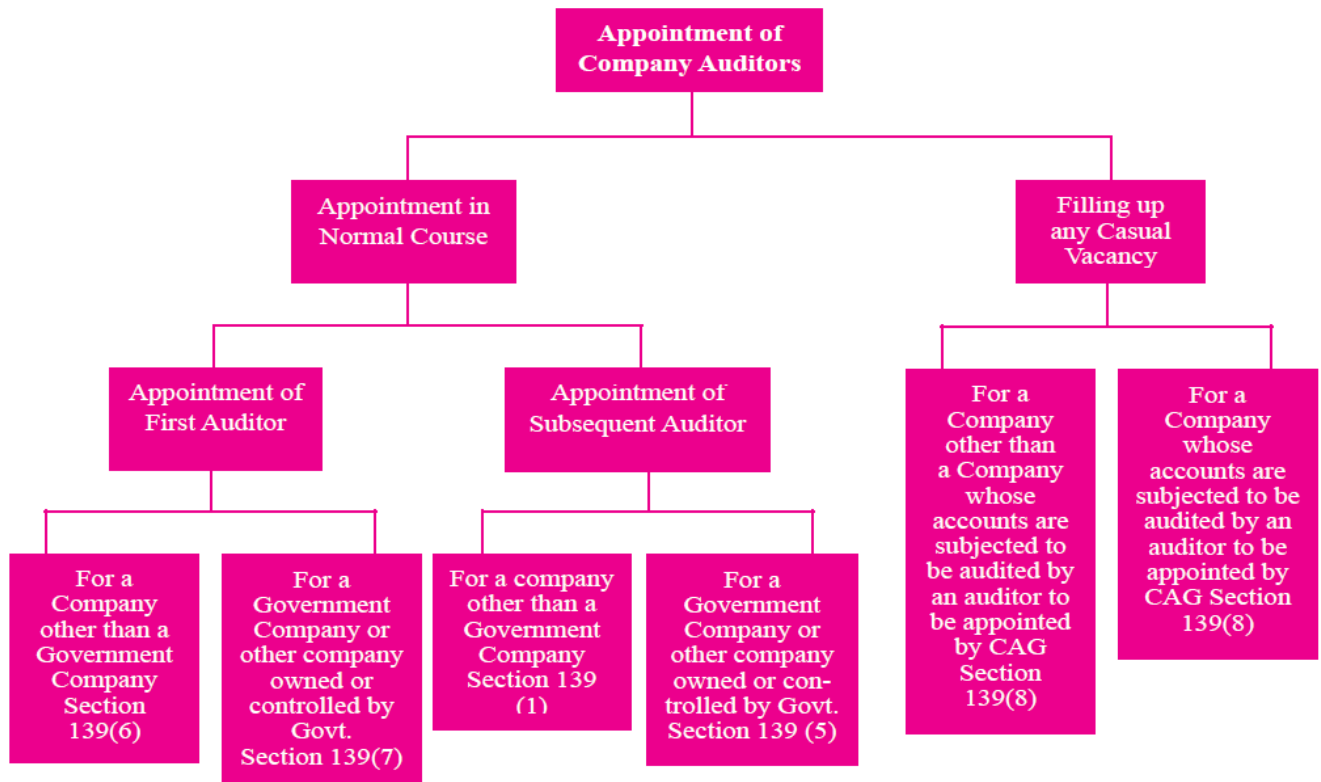 Appointment of
Company Auditors
Appointment in
Normal Course
Filling up
any Casual
Vacancy
Appointment of
First Auditor
Appointment of
Subsequent Auditor
For a
Company
other than
a Company
whose
accounts are
subjected to
be audited by
an auditor to
be appointed
by CAG
Section
139(8)
For a
Company
whose
accounts are
subjected to be
audited by an
auditor to be
appointed by
CAG Section
139(8)
For a
Company
other than a
Government
Company
Section
139(6)
For a
Government
Company or
other company
owned or
controlled by
Govt.
Section 139(7)
For a company
other than a
Government
Company
Section 139
(1)
For a
Government
Company or
other company
owned or con-
trolled by Govt.
Section 139 (5)